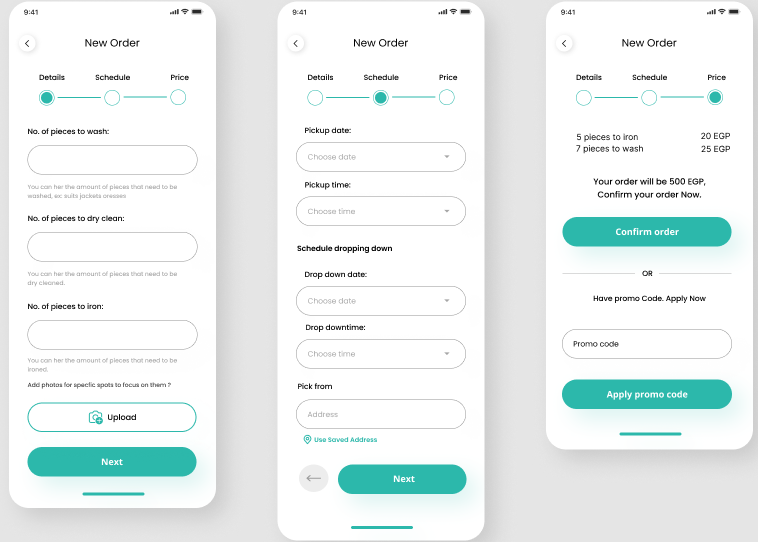 9:41
New Order
Details Schedule Price
No. of pieces to wash:
You can her the amount of pieces that need to be
washed, ex: suits jackets dresses
No. of pieces to dry clean:
You can her the amount of pieces that need to be
dry cleaned.
No. of pieces to iron:
You can her the amount of pieces that need to be
ironed.
Add photos for specfic spots to focus on them ?
Upload
Next
9:41
New Order
Details Schedule Price
Pickup date:
Choose date
Pickup time:
Choose time
Schedule dropping down
Drop down date:
Choose date
Drop downtime:
Choose time
Pick from
Address
Use Saved Address
Next
9:41
New Order
Details Schedule Price
5 pieces to iron 20 EGP
7 pieces to wash 25 EGP
Your order will be 500 EGP,
Confirm your order Now.
Confirm order
OR
Have promo Code. Apply Now
Promo code
Apply promo code